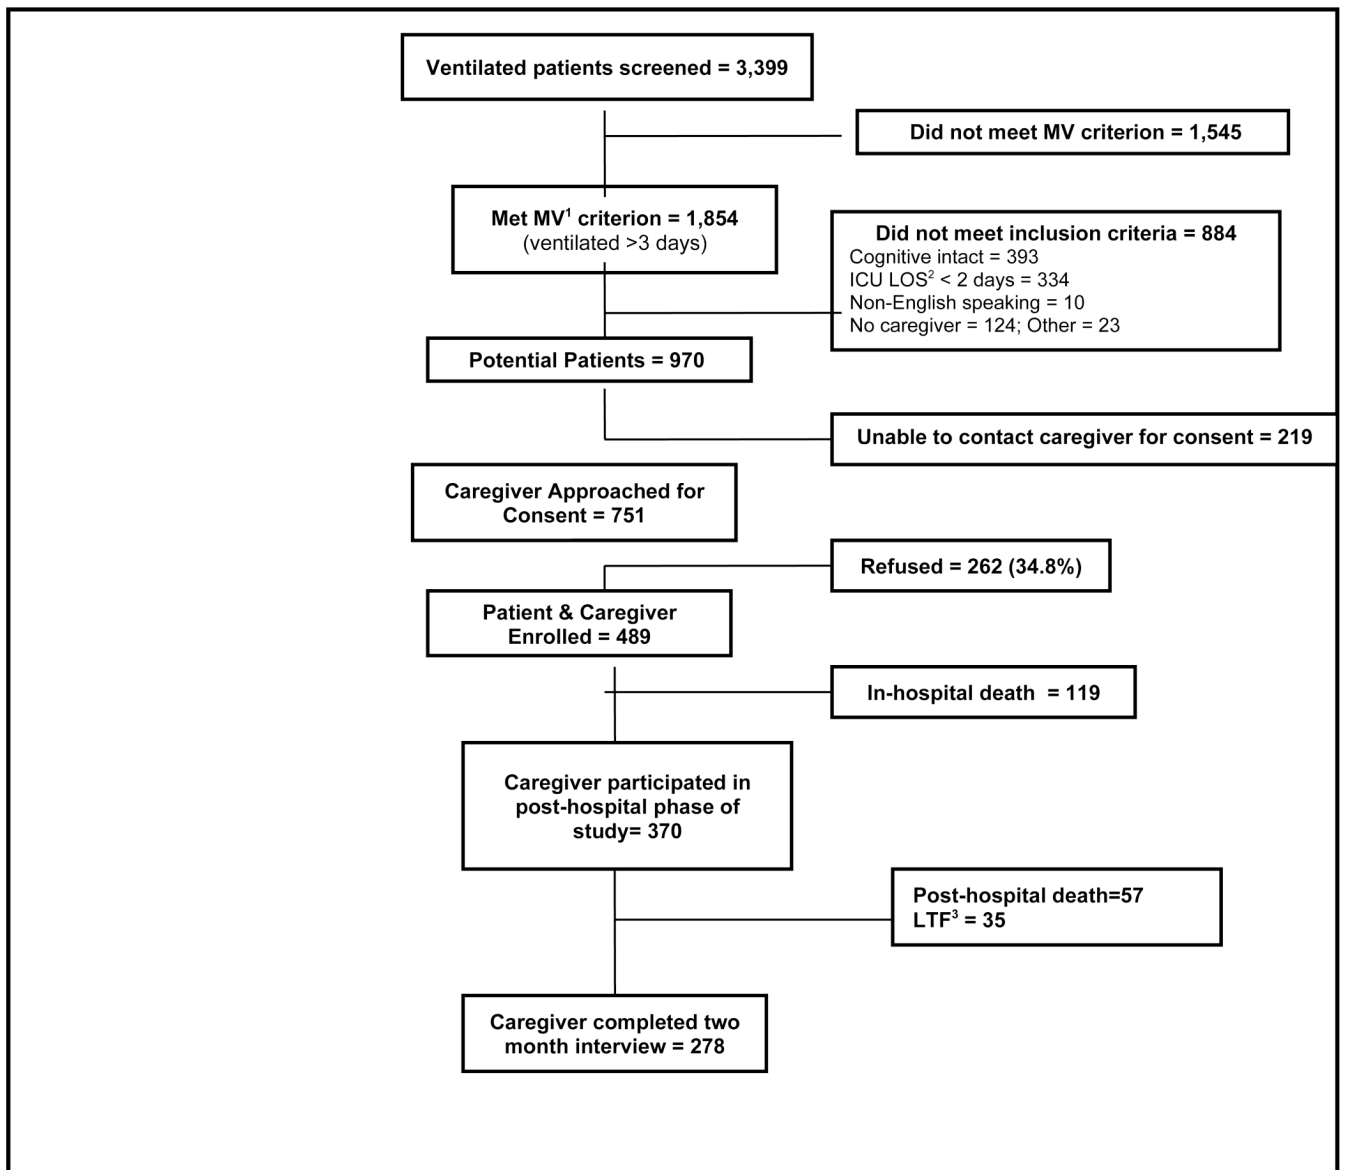 Ventilated patients screened = 3,399
Did not meet MV criterion = 1,545
Met MV¹ criterion = 1,854
(ventilated >3 days)
Did not meet inclusion criteria = 884
Cognitive intact = 393
ICU LOS² < 2 days = 334
Non-English speaking = 10
No caregiver = 124; Other = 23
Potential Patients = 970
Unable to contact caregiver for consent = 219
Caregiver Approached for
Consent = 751
Refused = 262 (34.8%)
Patient & Caregiver
Enrolled = 489
In-hospital death = 119
Caregiver participated in
post-hospital phase of
study= 370
Post-hospital death=57
LTF³ = 35
Caregiver completed two
month interview = 278